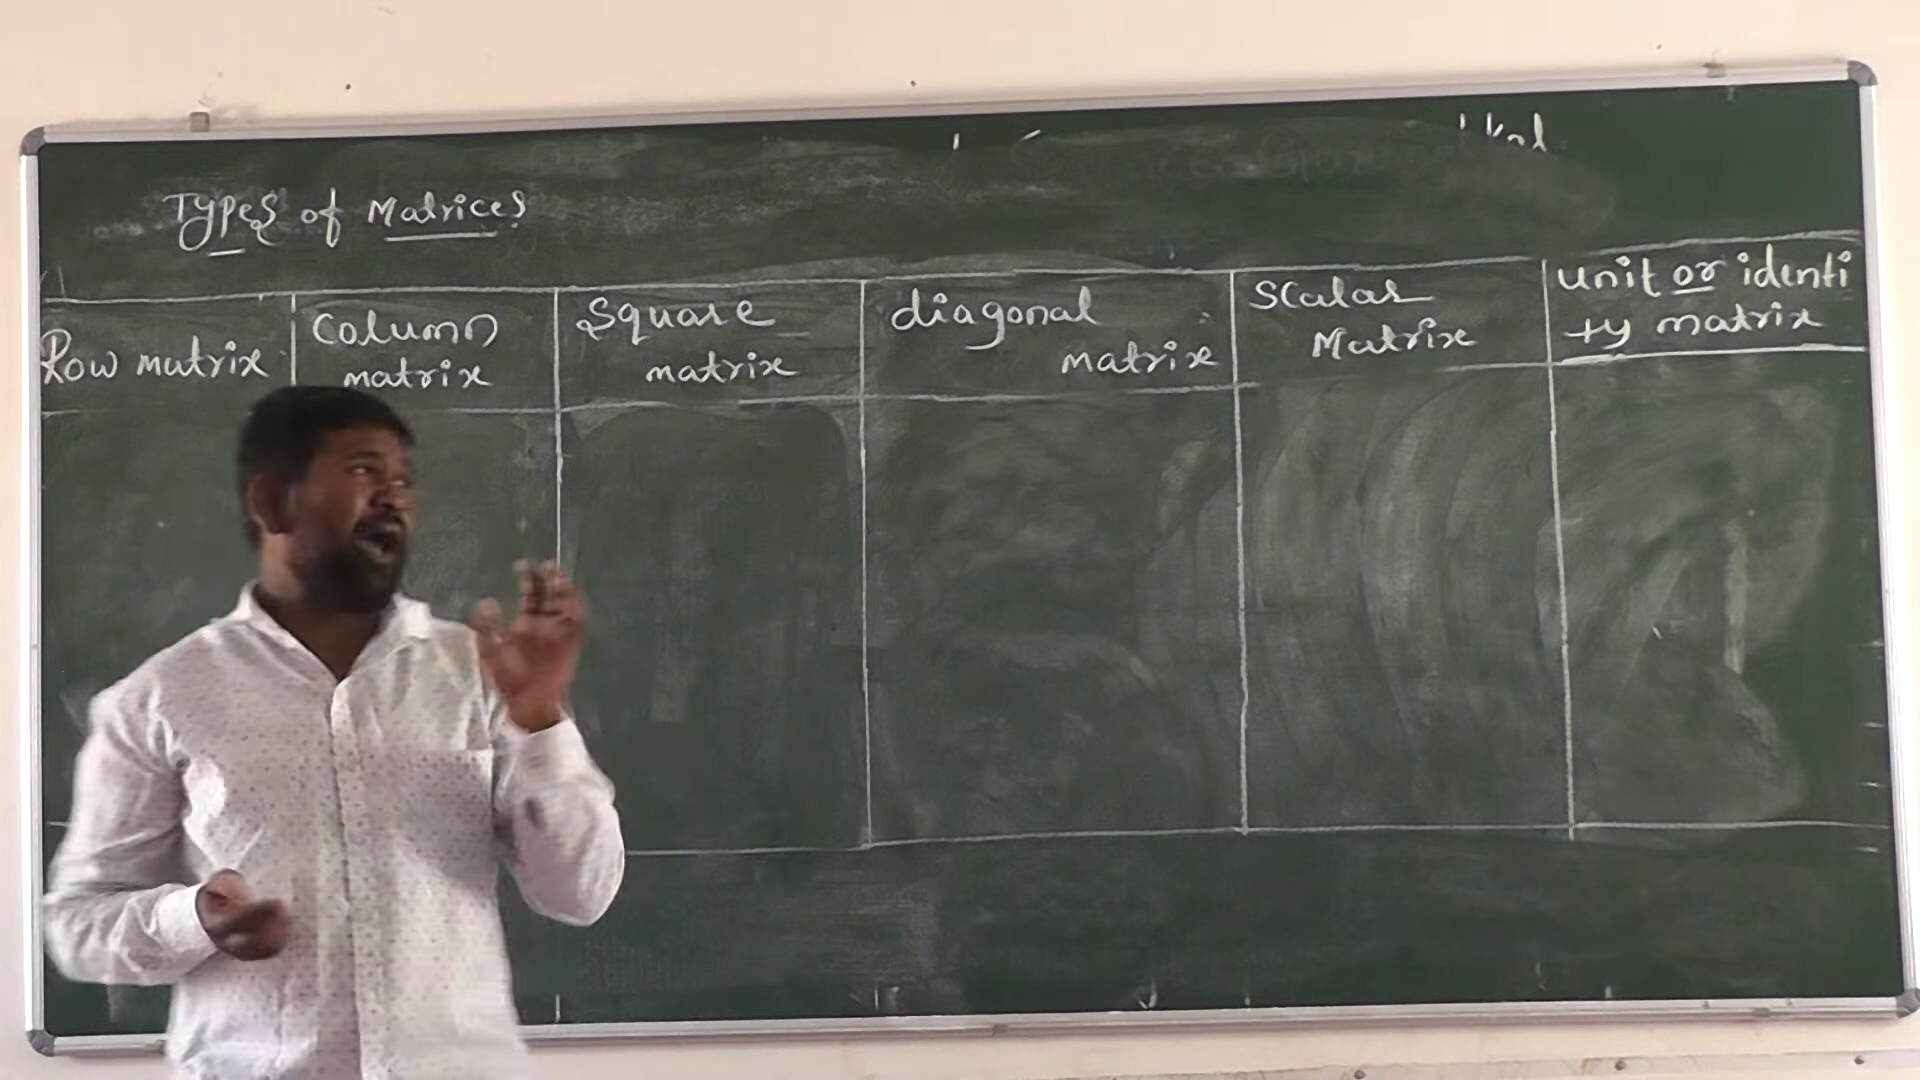 Types of Matrices
Row matrix
Column
matrix
Square
matrix
diagonal
matrix
Scalar
Matrix
Unit or identi
ty matrix